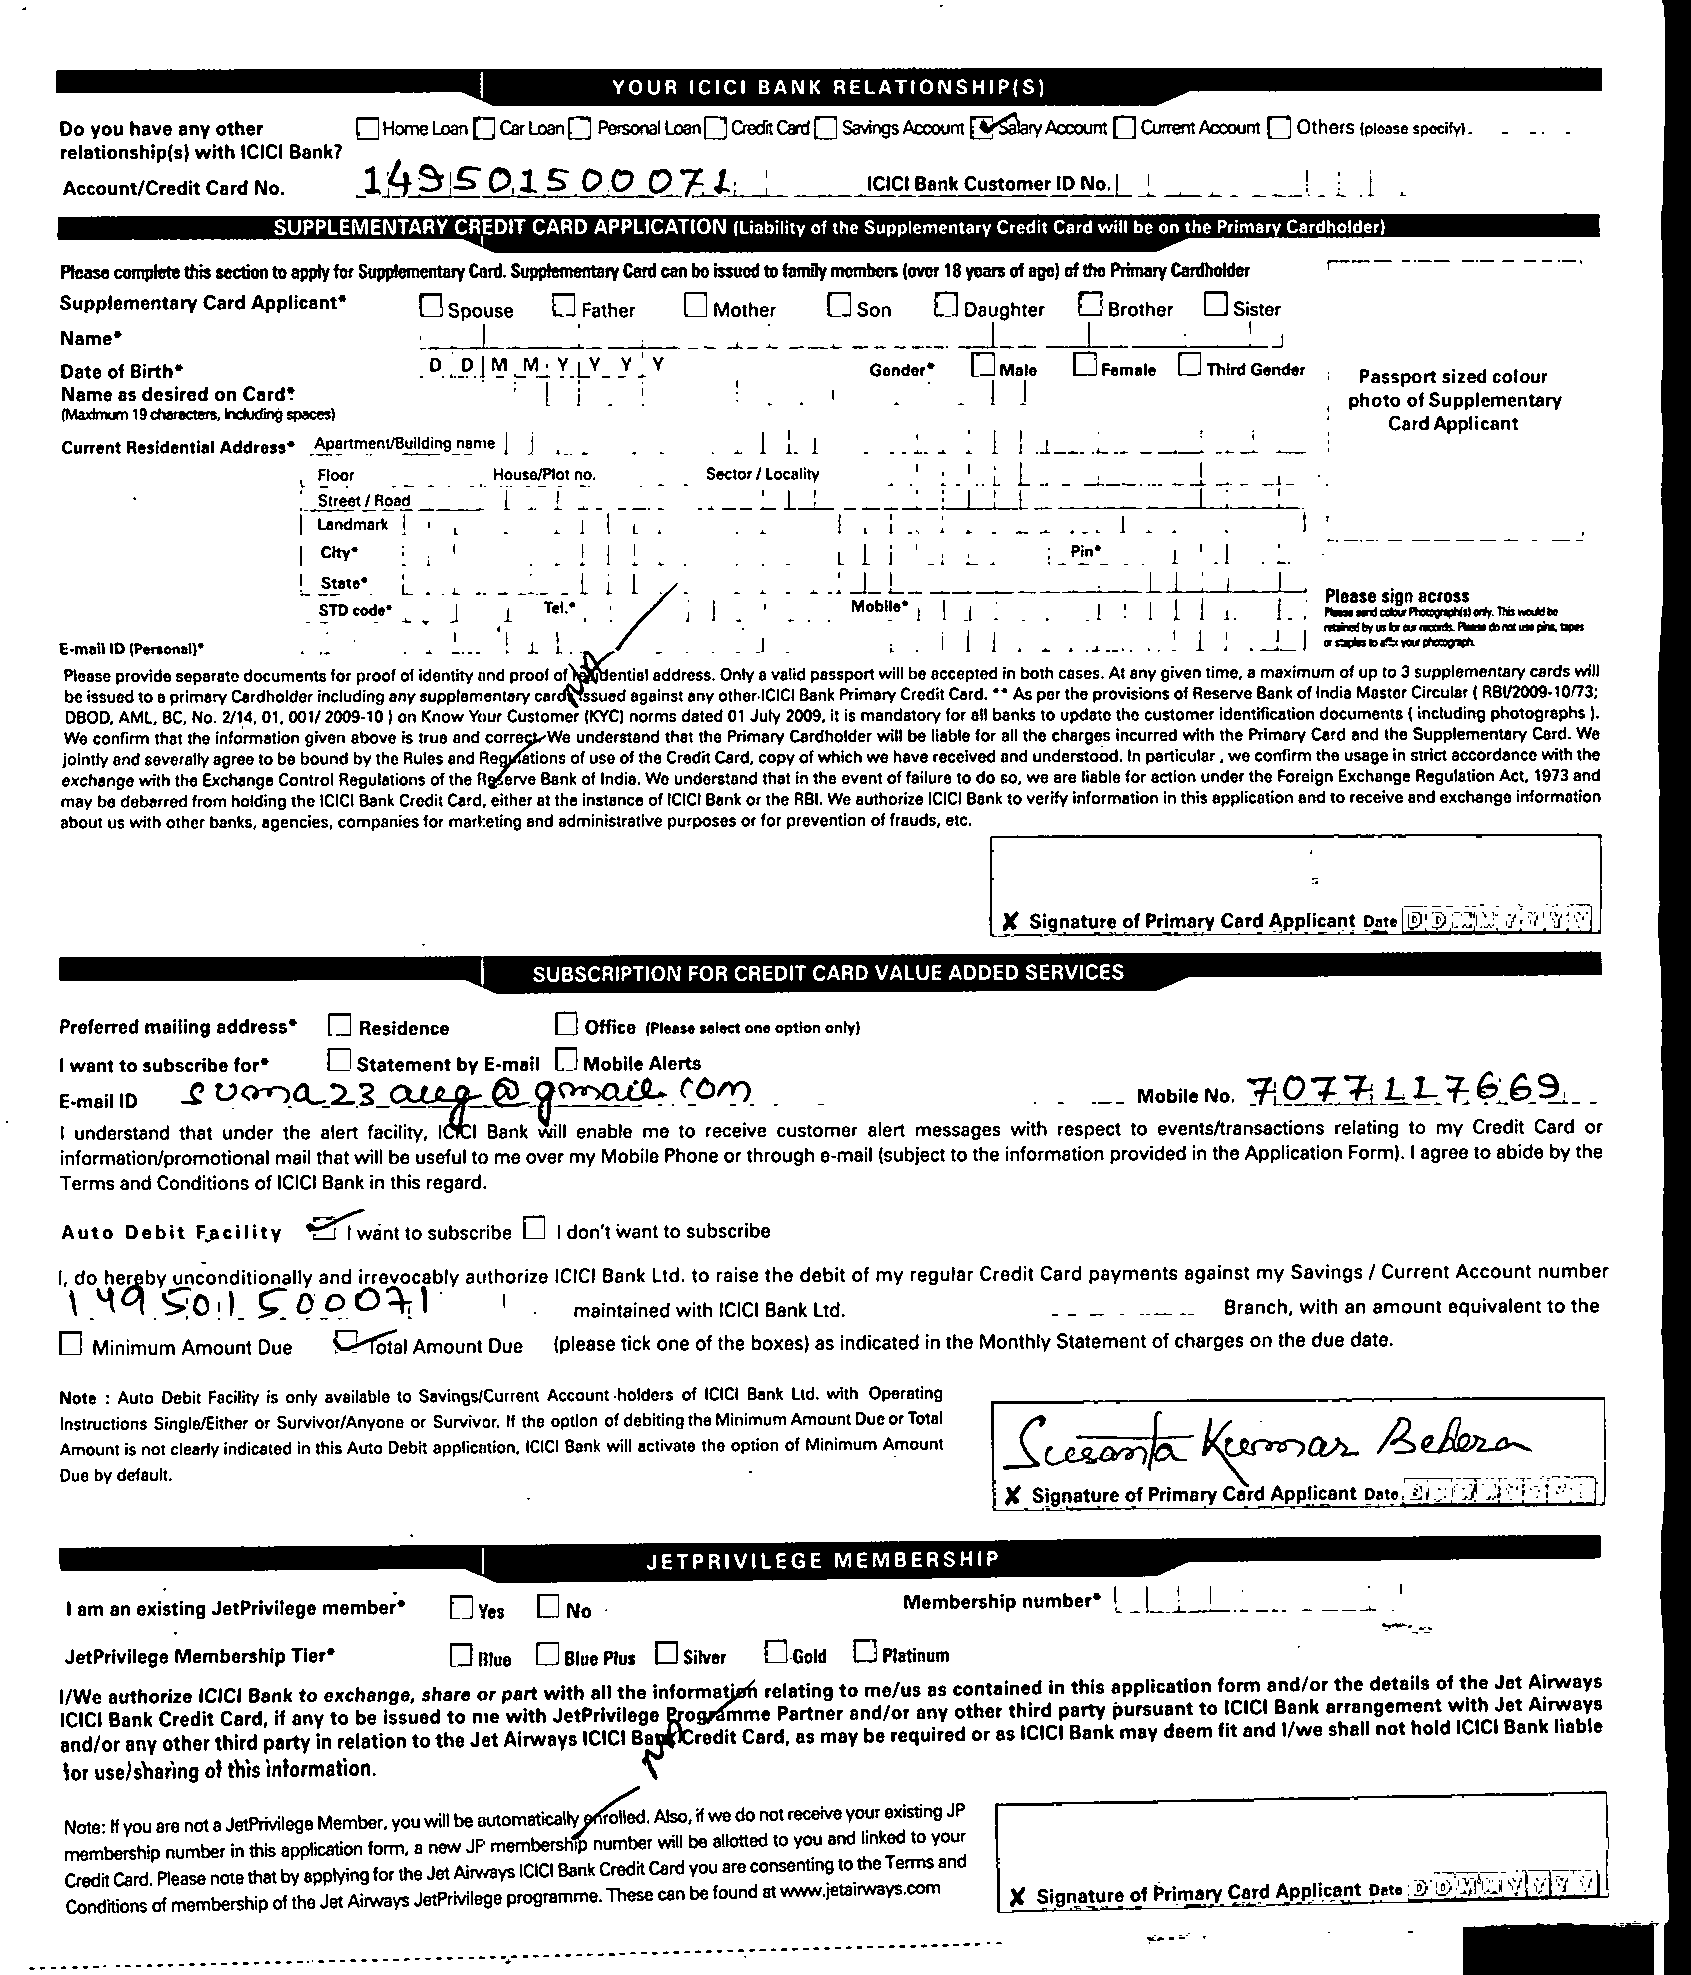 YOUR ICICI BANK RELATIONSHIP(S)
Do you have any other relationship(s) with ICICI Bank? Home Loan Car Loan Personal Loan Credit Card Savings Account Salary Account Current Account Others (please specify).
Account/Credit Card No. 149501500071 ICICI Bank Customer ID No.
SUPPLEMENTARY CREDIT CARD APPLICATION (Liability of the Supplementary Credit Card will be on the Primary Cardholder)
Please complete this section to apply for Supplementary Card. Supplementary Card can be issued to family members (over 18 years of age) of the Primary Cardholder
Supplementary Card Applicant* Spouse Father Mother Son Daughter Brother Sister
Name*
Date of Birth* D D M M Y Y Y Y Gender* Male Female Third Gender
Name as desired on Card*
(Maximum 19 characters, Including spaces)
Passport sized colour
photo of Supplementary
Card Applicant
Current Residential Address* Apartment/Building name
Floor House/Plot no. Sector / Locality
Street / Road
Landmark
City* Pin*
State*
STD code* Tel.* Mobile*
E-mail ID (Personal)*
Please sign across
Please send colour Photograph(s) only. This would be
retained by us for our records. Please do not use pins, tapes
or staples to affix your photograph.
Please provide separate documents for proof of identity and proof of residential address. Only a valid passport will be accepted in both cases. At any given time, a maximum of up to 3 supplementary cards will
be issued to a primary Cardholder including any supplementary card issued against any other ICICI Bank Primary Credit Card. ** As per the provisions of Reserve Bank of India Master Circular ( RBI/2009-10/73;
DBOD, AML, BC, No. 2/14, 01, 001/ 2009-10 ) on Know Your Customer (KYC) norms dated 01 July 2009, it is mandatory for all banks to update the customer identification documents ( including photographs ).
We confirm that the information given above is true and correct. We understand that the Primary Cardholder will be liable for all the charges incurred with the Primary Card and the Supplementary Card. We
jointly and severally agree to be bound by the Rules and Regulations of use of the Credit Card, copy of which we have received and understood. In particular , we confirm the usage in strict accordance with the
exchange with the Exchange Control Regulations of the Reserve Bank of India. We understand that in the event of failure to do so, we are liable for action under the Foreign Exchange Regulation Act, 1973 and
may be debarred from holding the ICICI Bank Credit Card, either at the instance of ICICI Bank or the RBI. We authorize ICICI Bank to verify information in this application and to receive and exchange information
about us with other banks, agencies, companies for marketing and administrative purposes or for prevention of frauds, etc.
X Signature of Primary Card Applicant Date D D M M Y Y Y Y
SUBSCRIPTION FOR CREDIT CARD VALUE ADDED SERVICES
Preferred mailing address* Residence Office (Please select one option only)
I want to subscribe for* Statement by E-mail Mobile Alerts
E-mail ID suma23aug@gmail.com Mobile No. 7077117669
I understand that under the alert facility, ICICI Bank will enable me to receive customer alert messages with respect to events/transactions relating to my Credit Card or
information/promotional mail that will be useful to me over my Mobile Phone or through e-mail (subject to the information provided in the Application Form). I agree to abide by the
Terms and Conditions of ICICI Bank in this regard.
Auto Debit Facility I want to subscribe I don't want to subscribe
I, do hereby unconditionally and irrevocably authorize ICICI Bank Ltd. to raise the debit of my regular Credit Card payments against my Savings / Current Account number
149501500071 maintained with ICICI Bank Ltd. Branch, with an amount equivalent to the
Minimum Amount Due Total Amount Due (please tick one of the boxes) as indicated in the Monthly Statement of charges on the due date.
Note : Auto Debit Facility is only available to Savings/Current Account holders of ICICI Bank Ltd. with Operating
Instructions Single/Either or Survivor/Anyone or Survivor. If the option of debiting the Minimum Amount Due or Total
Amount is not clearly indicated in this Auto Debit application, ICICI Bank will activate the option of Minimum Amount
Due by default.
Susanta Kumar Behera
X Signature of Primary Card Applicant Date
JETPRIVILEGE MEMBERSHIP
I am an existing JetPrivilege member* Yes No Membership number*
JetPrivilege Membership Tier* Blue Blue Plus Silver Gold Platinum
I/We authorize ICICI Bank to exchange, share or part with all the information relating to me/us as contained in this application form and/or the details of the Jet Airways
ICICI Bank Credit Card, if any to be issued to me with JetPrivilege Programme Partner and/or any other third party pursuant to ICICI Bank arrangement with Jet Airways
and/or any other third party in relation to the Jet Airways ICICI Bank Credit Card, as may be required or as ICICI Bank may deem fit and I/we shall not hold ICICI Bank liable
for use/sharing of this information.
Note: If you are not a JetPrivilege Member, you will be automatically enrolled. Also, if we do not receive your existing JP
membership number in this application form, a new JP membership number will be allotted to you and linked to your
Credit Card. Please note that by applying for the Jet Airways ICICI Bank Credit Card you are consenting to the Terms and
Conditions of membership of the Jet Airways JetPrivilege programme. These can be found at www.jetairways.com
X Signature of Primary Card Applicant Date D D M M Y Y Y Y